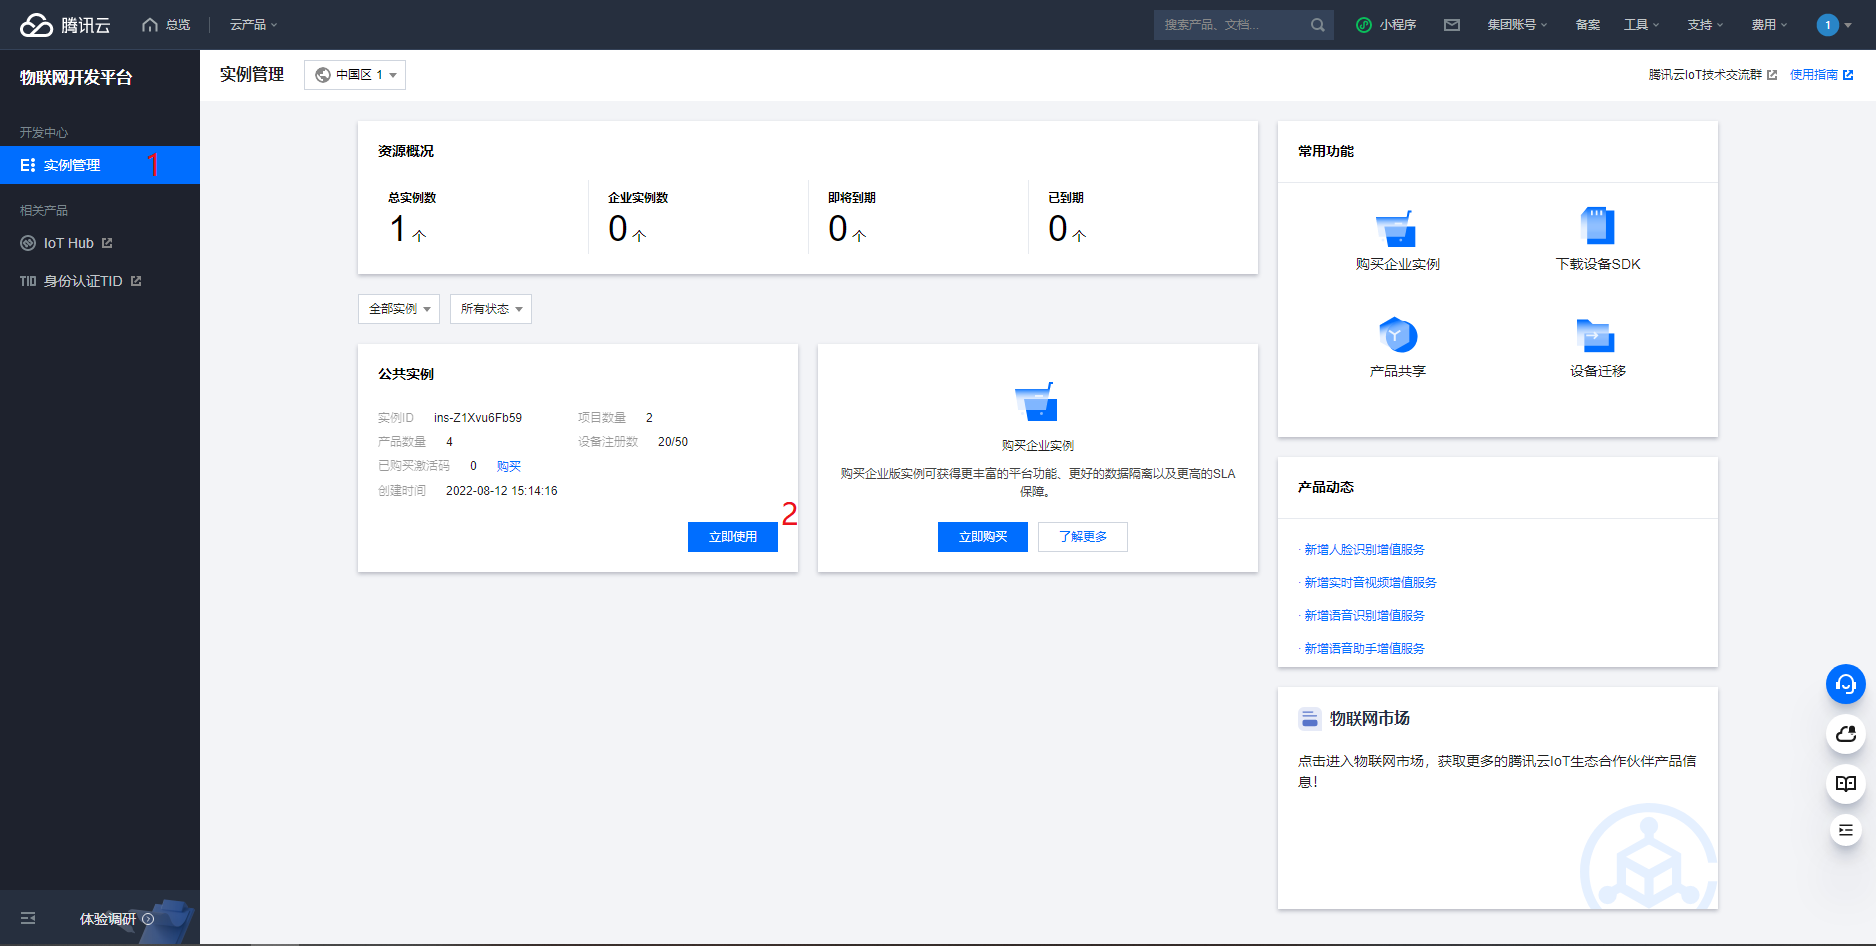 腾讯云
总览
云产品
搜索产品、文档...
小程序
集团账号
备案
工具
支持
费用
1
物联网开发平台
开发中心
实例管理
1
相关产品
IoT Hub
TID 身份认证TID
体验调研
实例管理
中国区 1
腾讯云IoT技术交流群
使用指南
资源概况
总实例数
1 个
企业实例数
0 个
即将到期
0 个
已到期
0 个
全部实例
所有状态
公共实例
实例ID ins-Z1Xvu6Fb59
项目数量 2
产品数量 4
设备注册数 20/50
已购买激活码 0 购买
创建时间 2022-08-12 15:14:16
立即使用
2
购买企业实例
购买企业版实例可获得更丰富的平台功能、更好的数据隔离以及更高的SLA
保障。
立即购买
了解更多
常用功能
购买企业实例
下载设备SDK
产品共享
设备迁移
产品动态
· 新增人脸识别增值服务
· 新增实时音视频增值服务
· 新增语音识别增值服务
· 新增语音助手增值服务
物联网市场
点击进入物联网市场，获取更多的腾讯云IoT生态合作伙伴产品信
息！